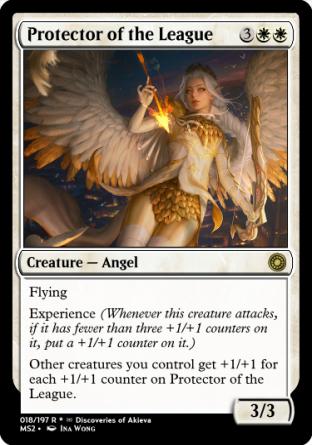 Protector of the League 3
Creature — Angel
Flying
Experience (Whenever this creature attacks,
if it has fewer than three +1/+1 counters on
it, put a +1/+1 counter on it.)
Other creatures you control get +1/+1 for
each +1/+1 counter on Protector of the
League.
3/3
018/197 R • Discoveries of Akieva
MS2 • Ina Wong